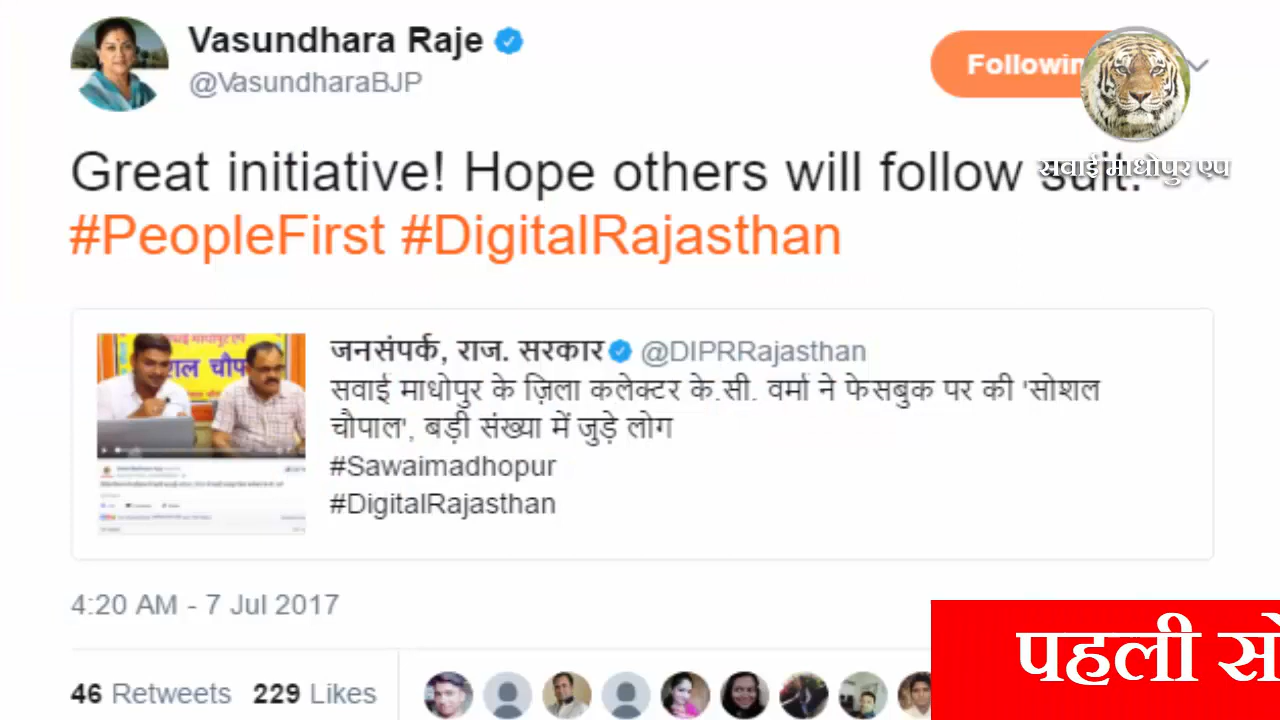 Vasundhara Raje
@VasundharaBJP
Following
सवाई माधोपुर एप
Great initiative! Hope others will follow suit.
#PeopleFirst #DigitalRajasthan
जनसंपर्क, राज. सरकार @DIPRRajasthan
सवाई माधोपुर के ज़िला कलेक्टर के.सी. वर्मा ने फेसबुक पर की 'सोशल
चौपाल', बड़ी संख्या में जुड़े लोग
#Sawaimadhopur
#DigitalRajasthan
4:20 AM - 7 Jul 2017
46 Retweets 229 Likes
पहली सो